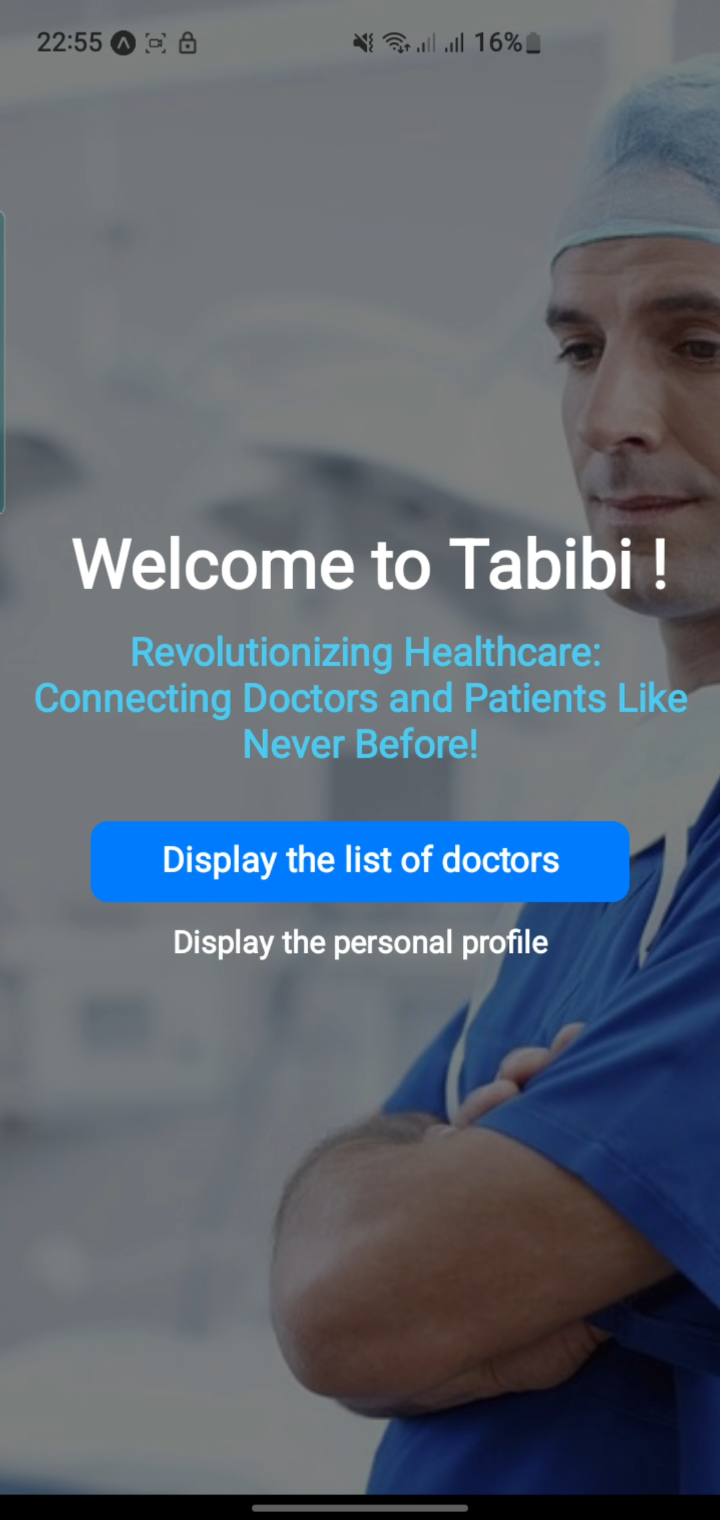 22:55
16%
Welcome to Tabibi !
Revolutionizing Healthcare:
Connecting Doctors and Patients Like
Never Before!
Display the list of doctors
Display the personal profile